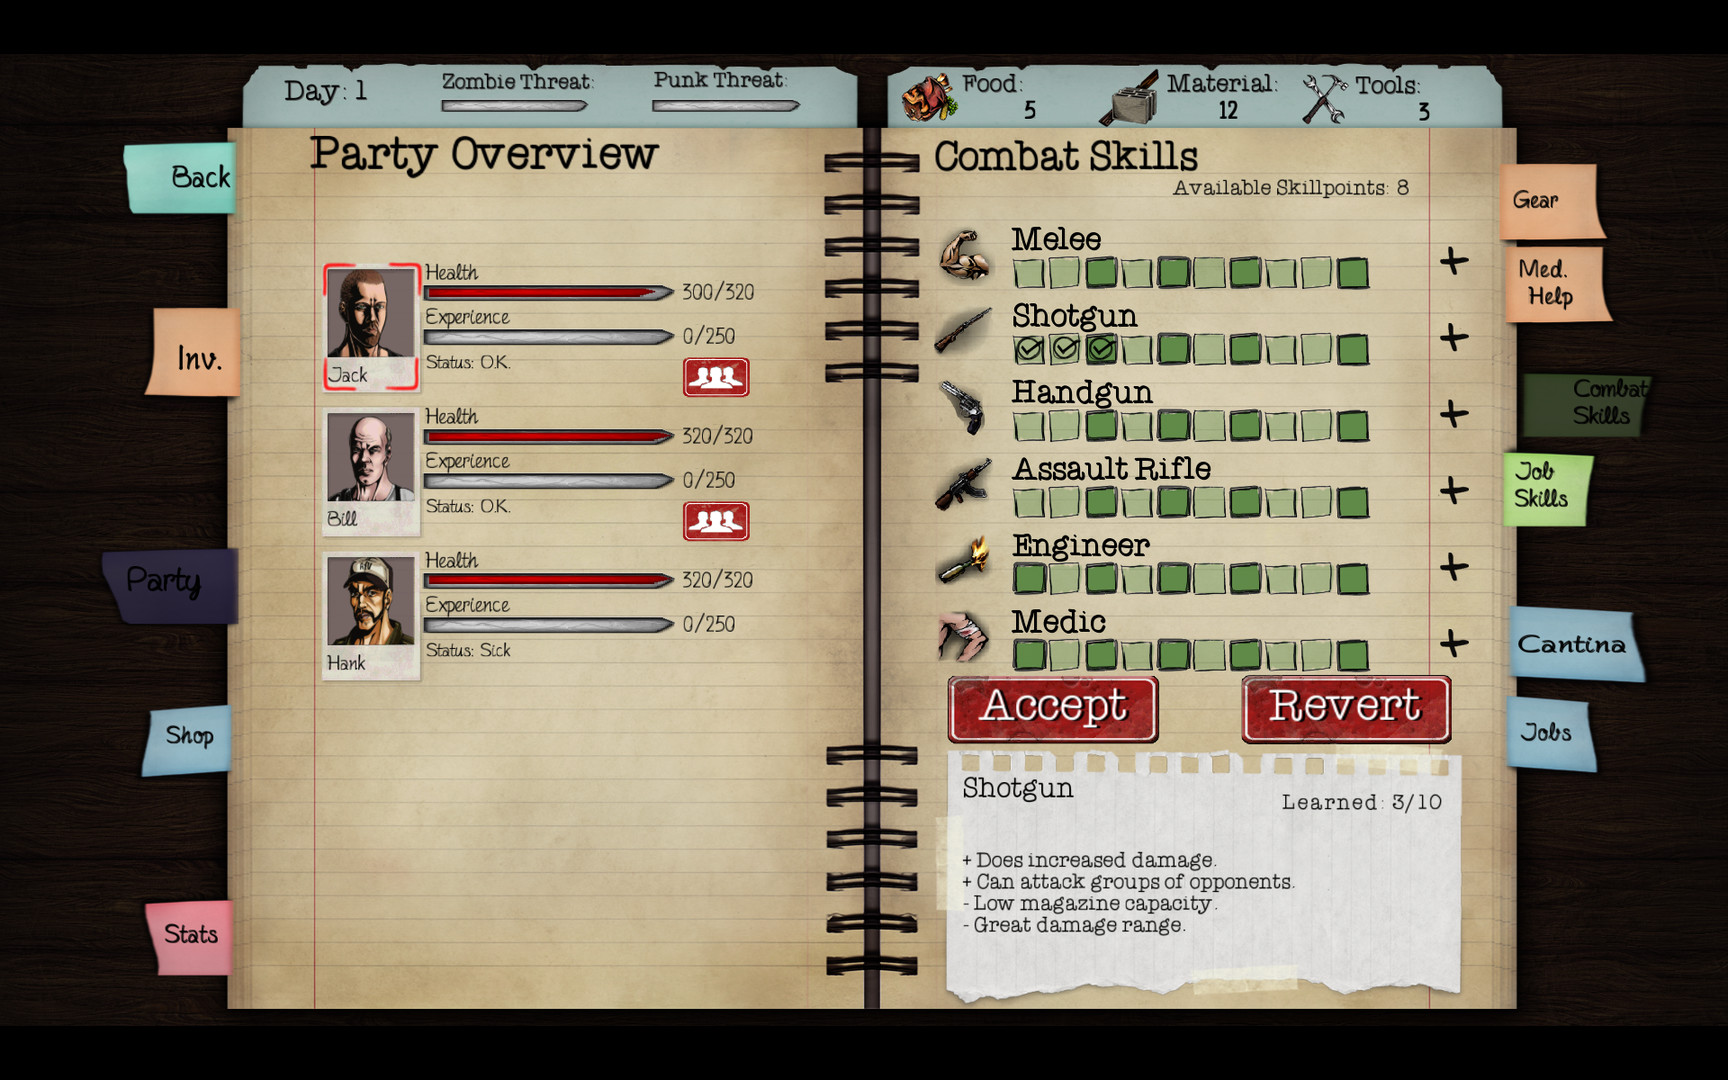 Day: 1
Zombie Threat:
Punk Threat:
Food:
5
Material:
12
Tools:
3
Back
Inv.
Party
Shop
Stats
Party Overview
Health
300/320
Experience
0/250
Status: O.K.
Jack
Health
320/320
Experience
0/250
Status: O.K.
Bill
Health
320/320
Experience
0/250
Status: Sick
Hank
Combat Skills
Available Skillpoints: 8
Melee
+
Shotgun
+
Handgun
+
Assault Rifle
+
Engineer
+
Medic
+
Accept
Revert
Shotgun
Learned: 3/10
+ Does increased damage.
+ Can attack groups of opponents.
- Low magazine capacity.
- Great damage range.
Gear
Med.
Help
Combat
Skills
Job
Skills
Cantina
Jobs